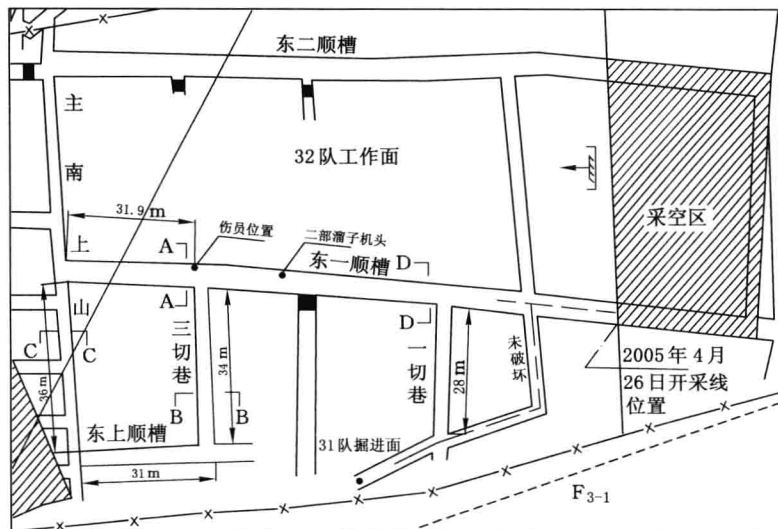 东二顺槽
主南上山
32队工作面
31.9 m
伤员位置
二部溜子机头
A
D
东一顺槽
采空区
A
D
C
C
三切巷
34 m
一切巷
28 m
未破坏
2005年4月
26日开采线
位置
36 m
B
B
东上顺槽
31队掘进面
31 m
F₃₋₁